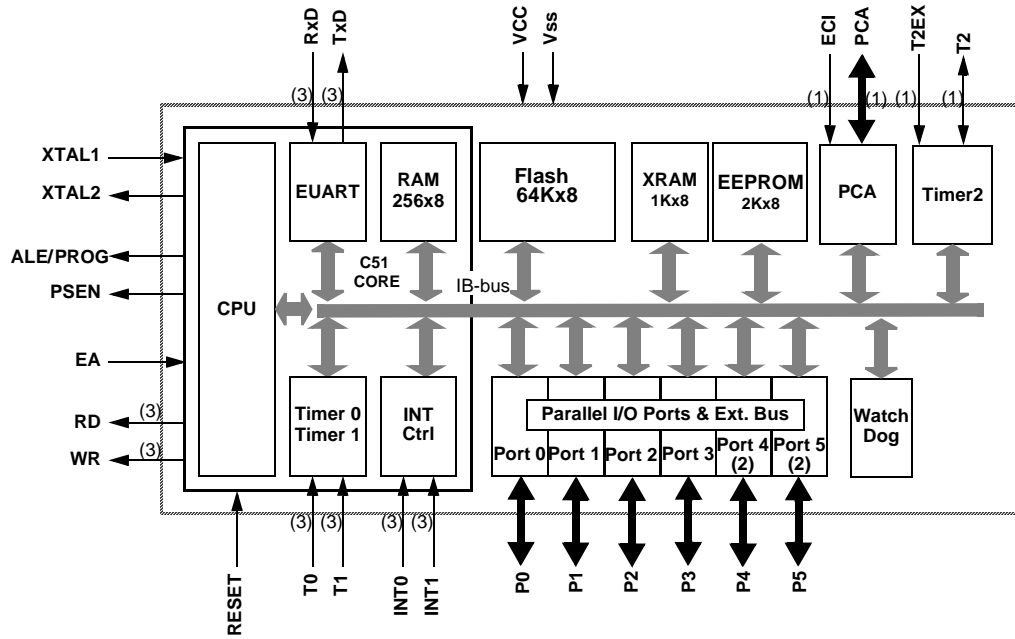 RxD
TxD
VCC
Vss
ECI
PCA
T2EX
T2
(3)
(3)
(1)
(1)
(1)
(1)
XTAL1
XTAL2
ALE/PROG
PSEN
EA
RD
(3)
WR
(3)
CPU
EUART
RAM
256x8
C51
CORE
IB-bus
Flash
64Kx8
XRAM
1Kx8
EEPROM
2Kx8
PCA
Timer2
Timer 0
Timer 1
INT
Ctrl
Parallel I/O Ports & Ext. Bus
Port 0
Port 1
Port 2
Port 3
Port 4
(2)
Port 5
(2)
Watch
Dog
(3)
(3)
(3)
(3)
RESET
T0
T1
INT0
INT1
P0
P1
P2
P3
P4
P5